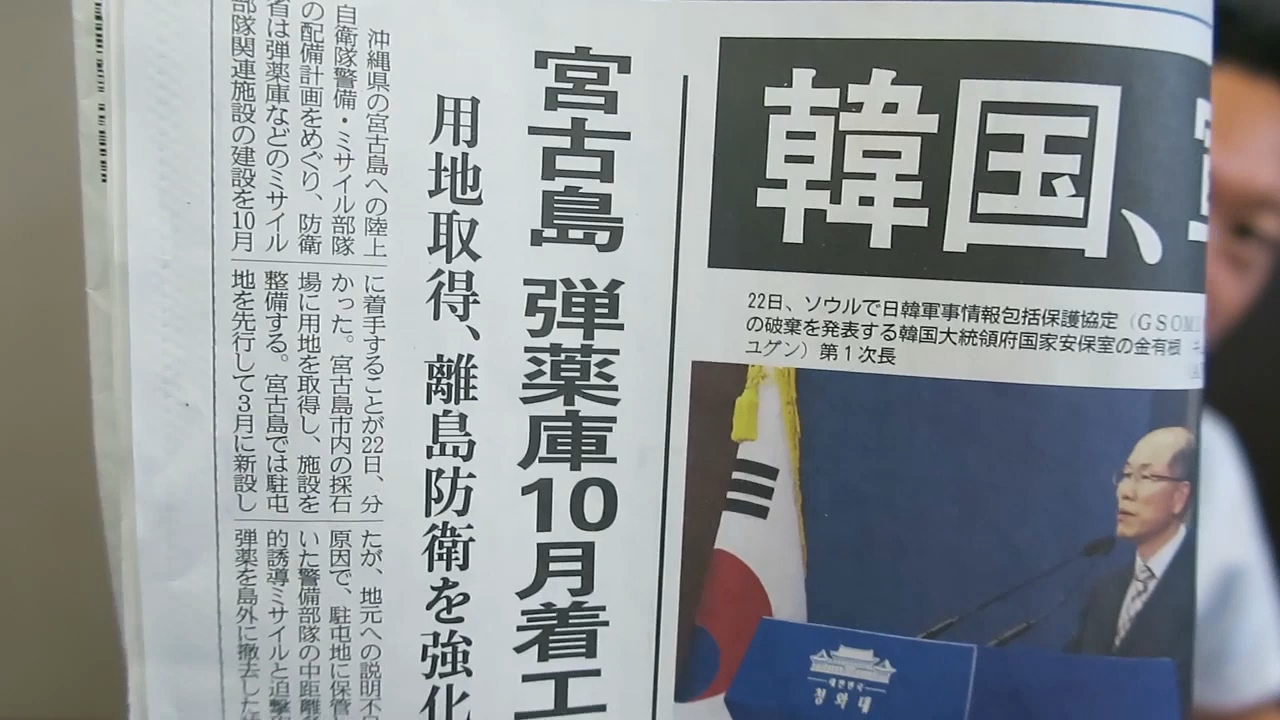 韓国、
22日、ソウルで日韓軍事情報包括保護協定（GSOMI
の破棄を発表する韓国大統領府国家安保室の金有根
ユグン）第1次長
대한민국
청와대
宮古島 弾薬庫10月着工
用地取得、離島防衛を強化
沖縄県の宮古島への陸上
自衛隊警備・ミサイル部隊
の配備計画をめぐり、防衛
省は弾薬庫などのミサイル
部隊関連施設の建設を10月
に着手することが22日、分
かった。宮古島市内の採石
場に用地を取得し、施設を
整備する。宮古島では駐屯
地を先行して3月に新設し
たが、地元への説明不足
原因で、駐屯地に保管
いた警備部隊の中距離
的誘導ミサイルと迫撃
弾薬を島外に撤去した